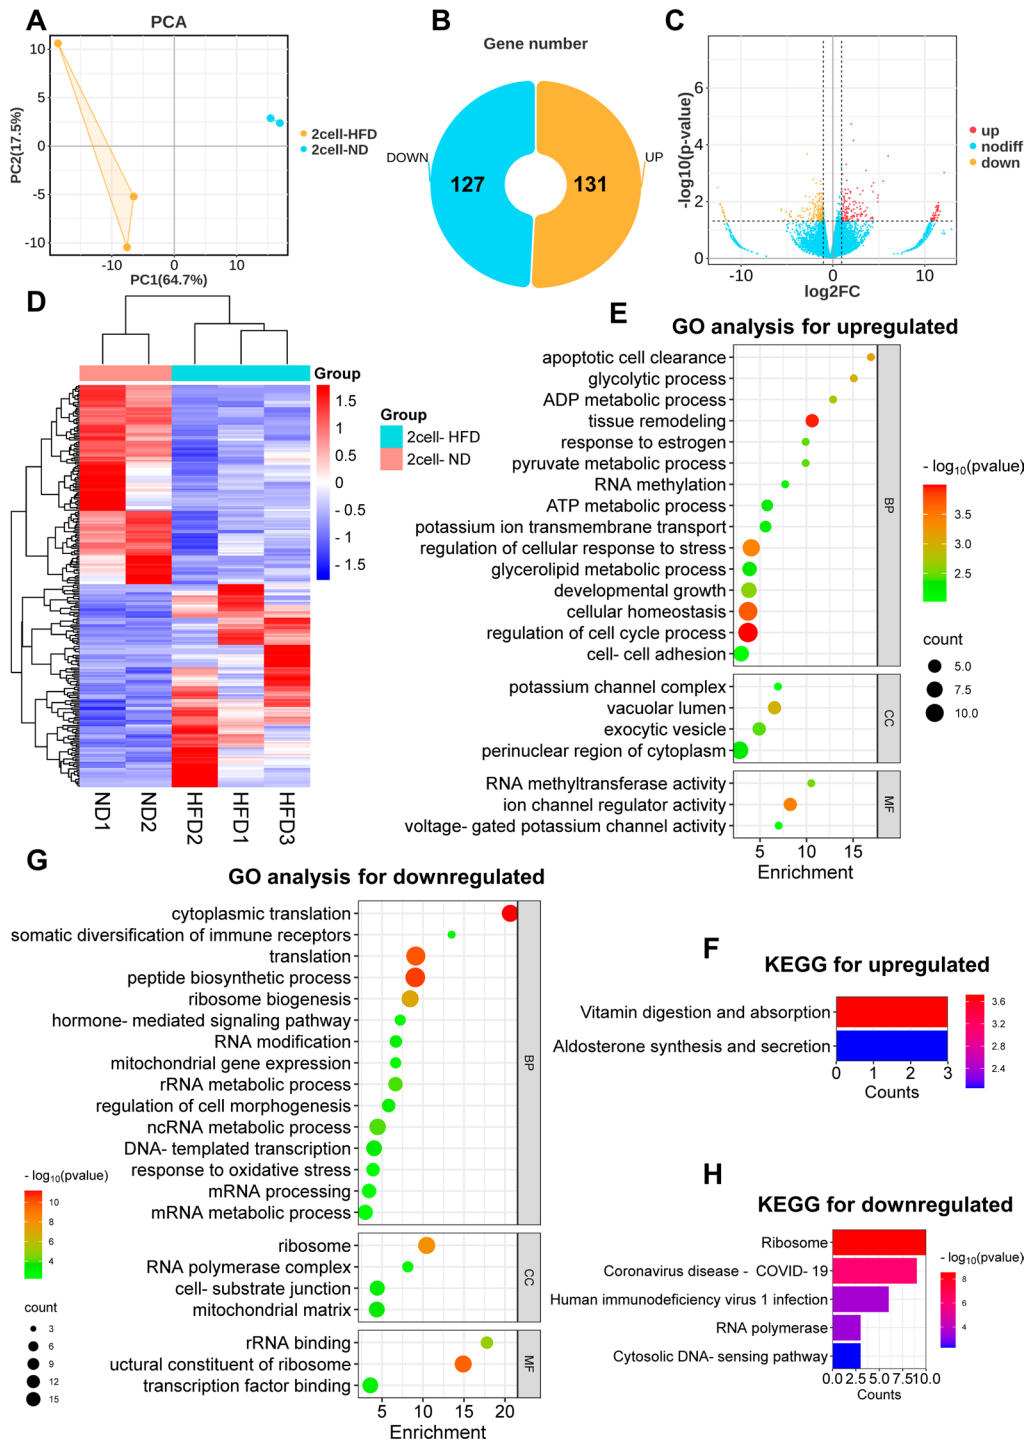 A
PCA
10
5
0
-5
-10
-10
0
10
PC2(17.5%)
PC1(64.7%)
2cell-HFD
2cell-ND
B
Gene number
DOWN
127
131
UP
C
6
4
2
0
-10
0
10
-log10(p-value)
log2FC
up
nodiff
down
D
Group
1.5
1
0.5
0
- 0.5
- 1
- 1.5
Group
2cell- HFD
2cell- ND
ND1
ND2
HFD2
HFD1
HFD3
E
GO analysis for upregulated
apoptotic cell clearance
glycolytic process
ADP metabolic process
tissue remodeling
response to estrogen
pyruvate metabolic process
RNA methylation
ATP metabolic process
potassium ion transmembrane transport
regulation of cellular response to stress
glycerolipid metabolic process
developmental growth
cellular homeostasis
regulation of cell cycle process
cell- cell adhesion
BP
potassium channel complex
vacuolar lumen
exocytic vesicle
perinuclear region of cytoplasm
CC
RNA methyltransferase activity
ion channel regulator activity
voltage- gated potassium channel activity
MF
5
10
15
Enrichment
- log10(pvalue)
3.5
3.0
2.5
count
5.0
7.5
10.0
G
GO analysis for downregulated
cytoplasmic translation
somatic diversification of immune receptors
translation
peptide biosynthetic process
ribosome biogenesis
hormone- mediated signaling pathway
RNA modification
mitochondrial gene expression
rRNA metabolic process
regulation of cell morphogenesis
ncRNA metabolic process
DNA- templated transcription
response to oxidative stress
mRNA processing
mRNA metabolic process
BP
ribosome
RNA polymerase complex
cell- substrate junction
mitochondrial matrix
CC
rRNA binding
uctural constituent of ribosome
transcription factor binding
MF
5
10
15
20
Enrichment
- log10(pvalue)
10
8
6
4
count
3
6
9
12
15
F
KEGG for upregulated
Vitamin digestion and absorption
Aldosterone synthesis and secretion
0
1
2
3
Counts
3.6
3.2
2.8
2.4
H
KEGG for downregulated
Ribosome
Coronavirus disease - COVID- 19
Human immunodeficiency virus 1 infection
RNA polymerase
Cytosolic DNA- sensing pathway
0.0
2.5
5.0
7.5
10.0
Counts
- log10(pvalue)
8
6
4